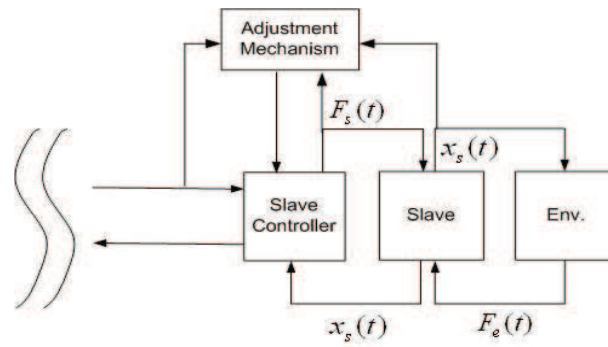 Adjustment
Mechanism
F_s(t)
x_s(t)
Slave
Controller
Slave
Env.
x_s(t)
F_e(t)